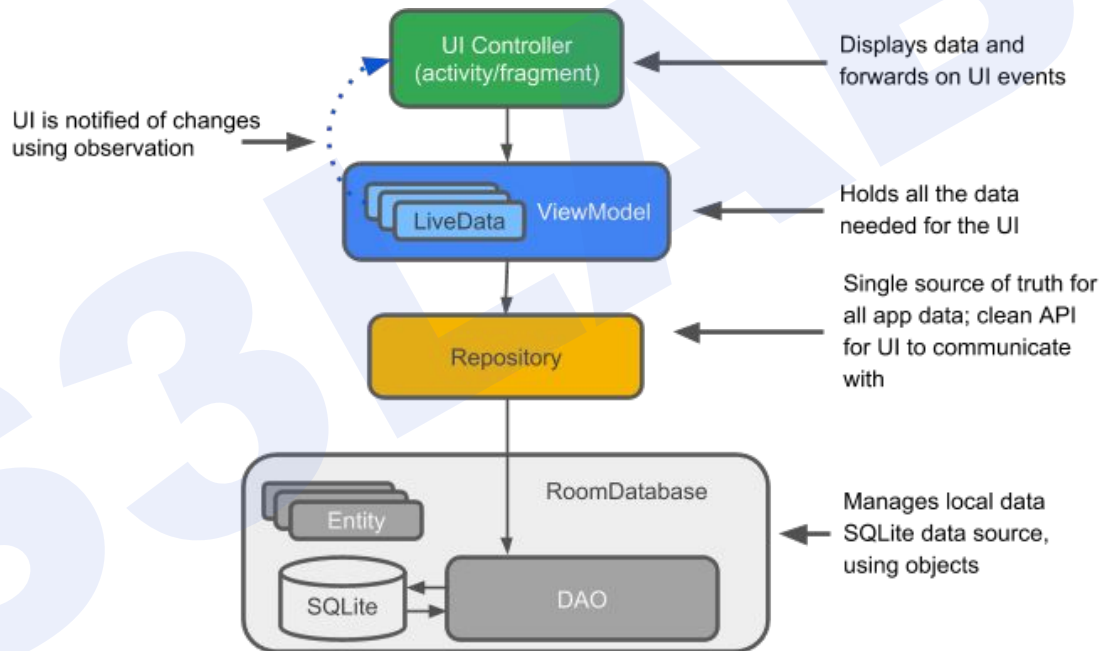 UI Controller
(activity/fragment)
Displays data and
forwards on UI events
UI is notified of changes
using observation
LiveData
ViewModel
Holds all the data
needed for the UI
Single source of truth for
all app data; clean API
for UI to communicate
with
Repository
RoomDatabase
Entity
SQLite
DAO
Manages local data
SQLite data source,
using objects
S3LAB